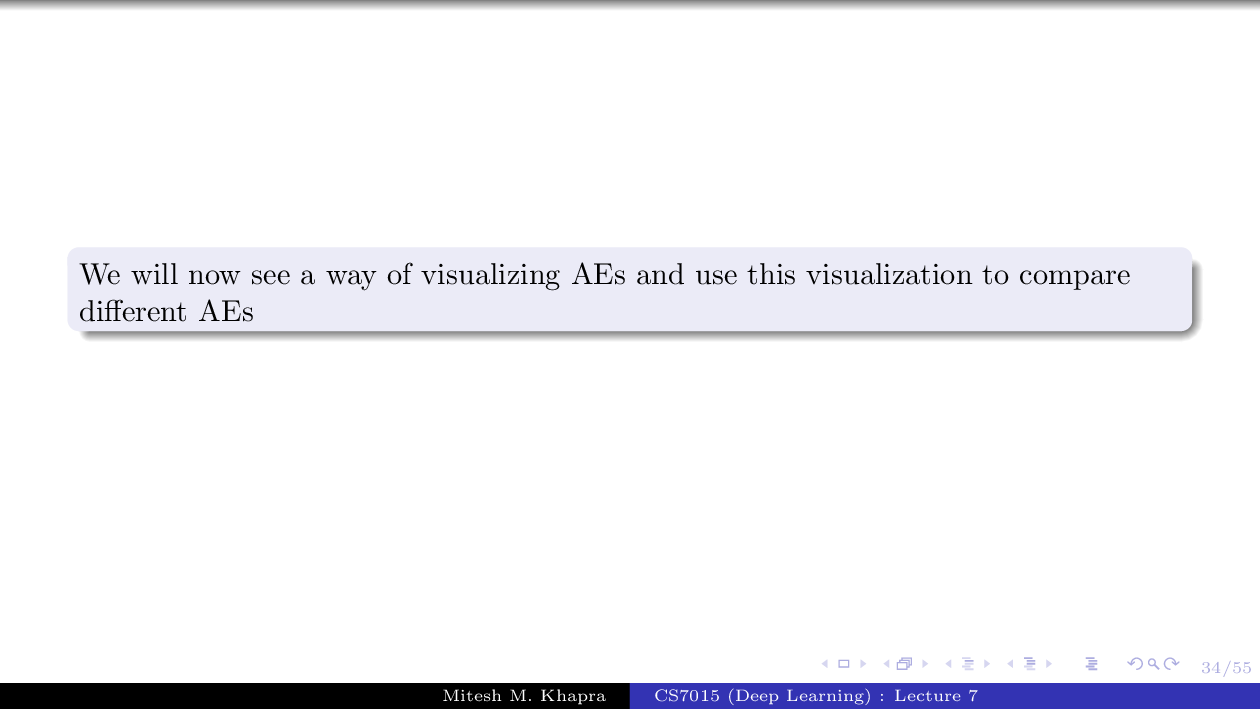 We will now see a way of visualizing AEs and use this visualization to compare
different AEs
34/55
Mitesh M. Khapra
CS7015 (Deep Learning) : Lecture 7